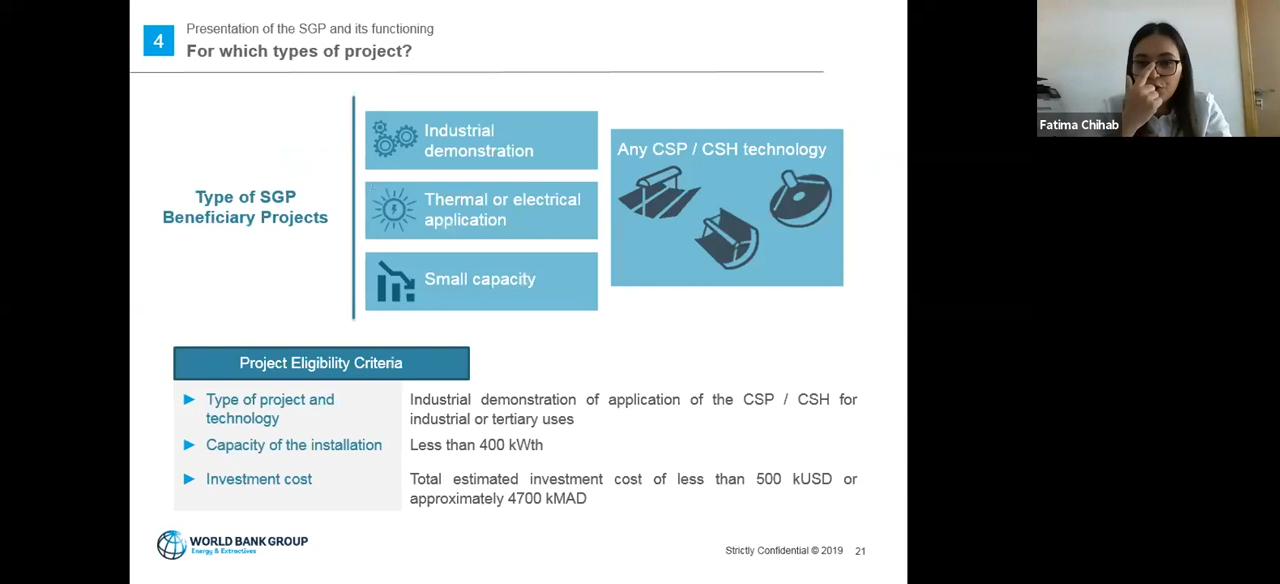 4
Presentation of the SGP and its functioning
For which types of project?
Fatima Chihab
Type of SGP
Beneficiary Projects
Industrial
demonstration
Thermal or electrical
application
Small capacity
Any CSP / CSH technology
Project Eligibility Criteria
Type of project and
technology
Industrial demonstration of application of the CSP / CSH for
industrial or tertiary uses
Capacity of the installation
Less than 400 kWth
Investment cost
Total estimated investment cost of less than 500 kUSD or
approximately 4700 kMAD
WORLD BANK GROUP
Energy & Extractives
Strictly Confidential © 2019 21